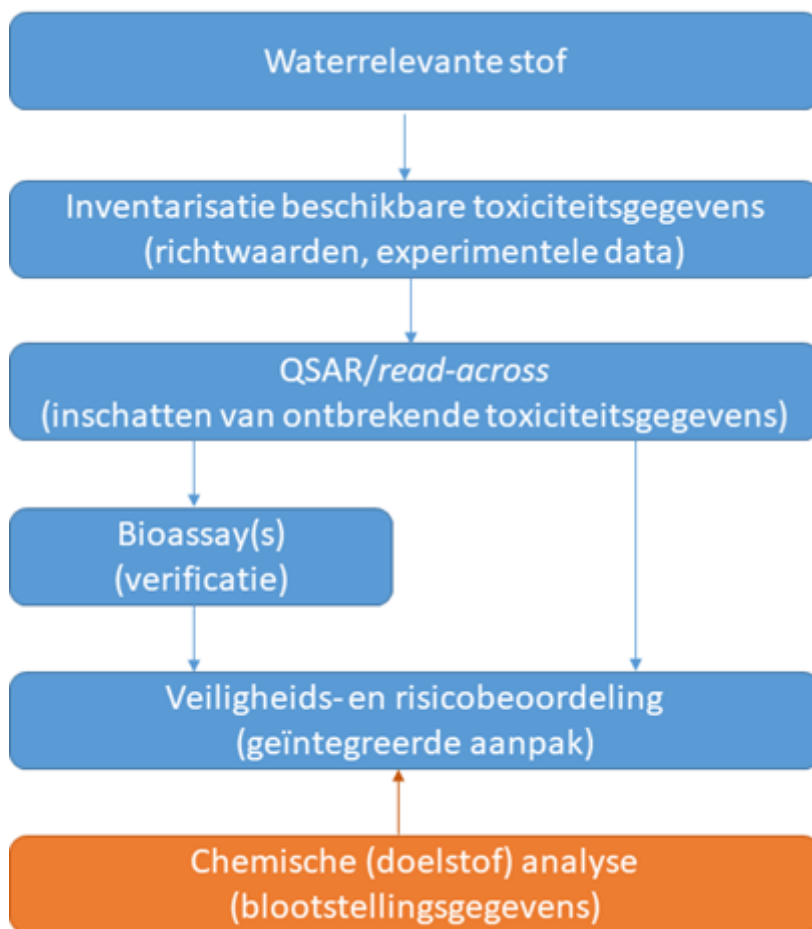 Waterrelevante stof
Inventarisatie beschikbare toxiciteitsgegevens
(richtwaarden, experimentele data)
QSAR/read-across
(inschatten van ontbrekende toxiciteitsgegevens)
Bioassay(s)
(verificatie)
Veiligheids- en risicobeoordeling
(geïntegreerde aanpak)
Chemische (doelstof) analyse
(blootstellingsgegevens)